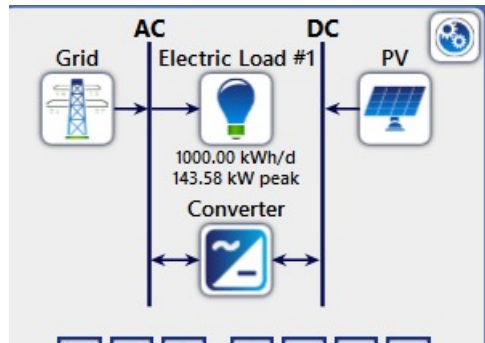 AC DC
Grid Electric Load #1 PV
1000.00 kWh/d
143.58 kW peak
Converter